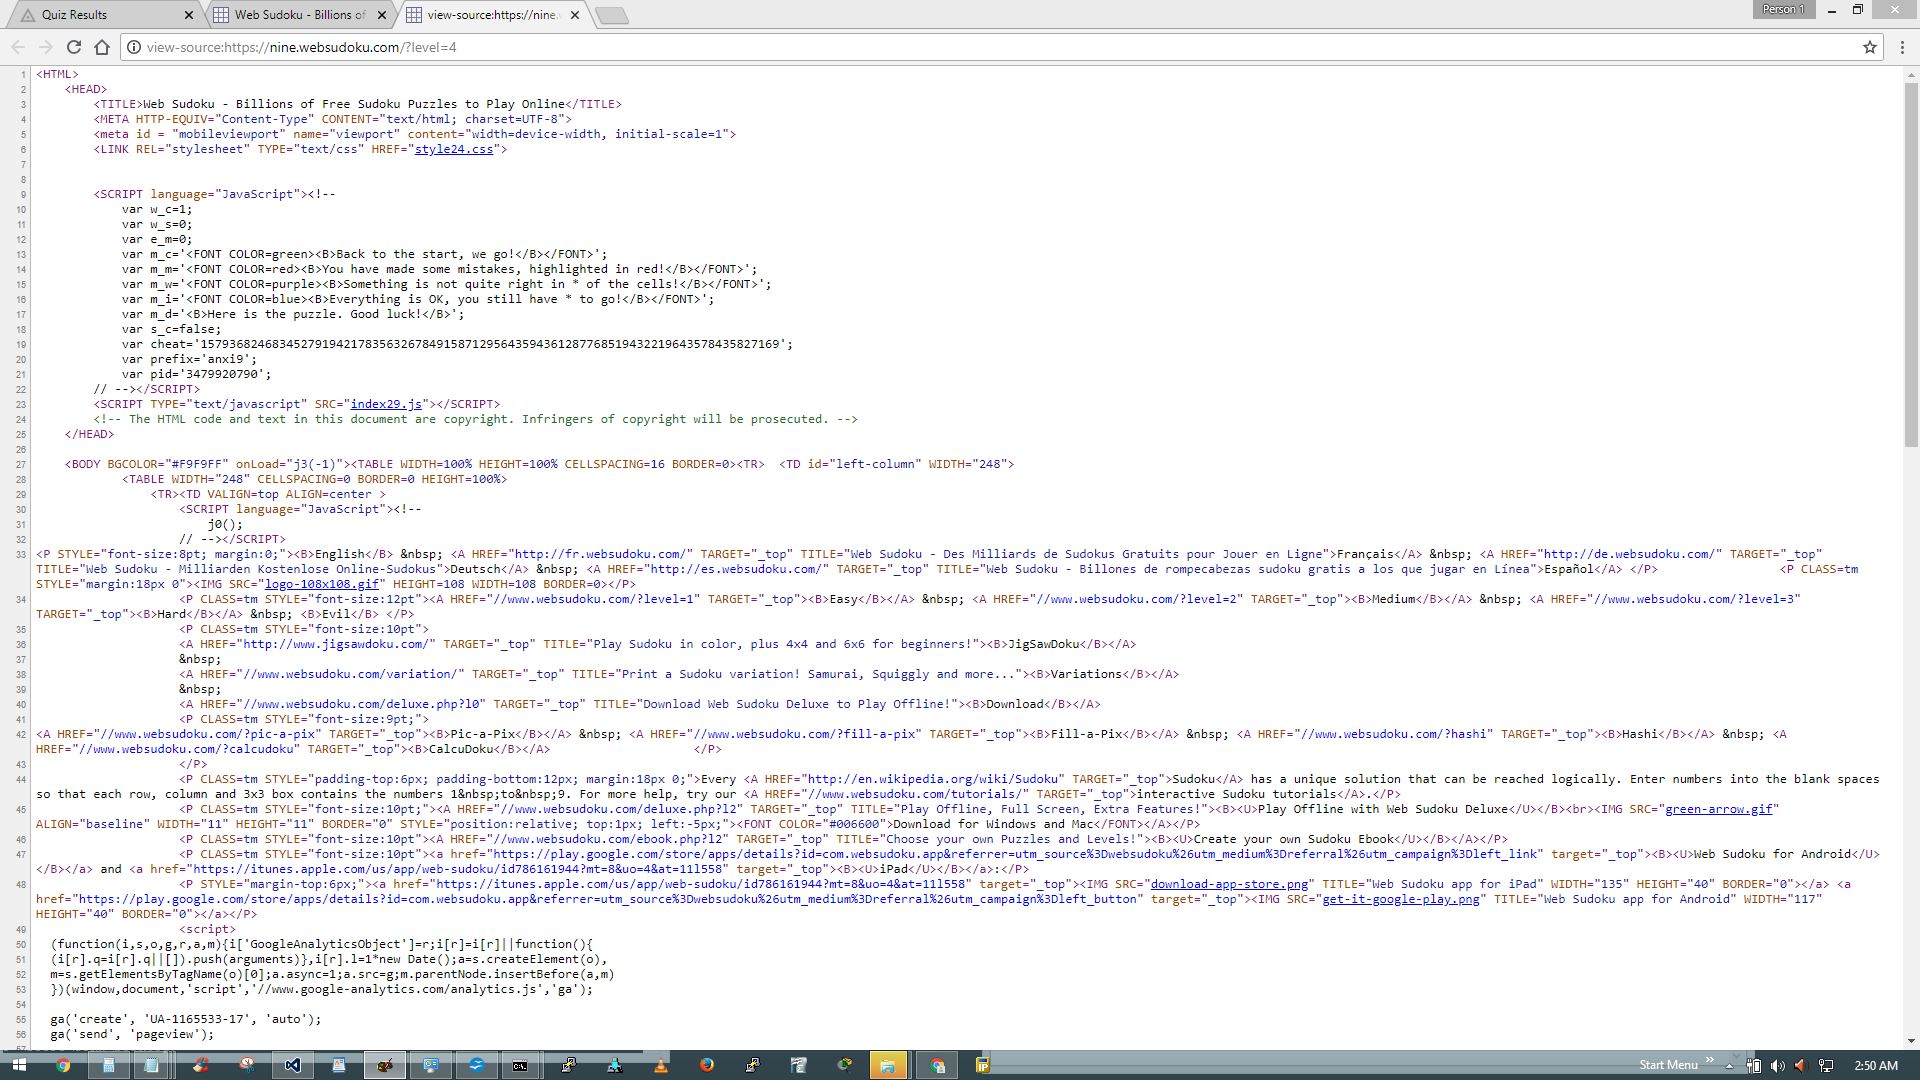 Quiz Results
Web Sudoku - Billions of
view-source:https://nine.
Person 1
view-source:https://nine.websudoku.com/?level=4
1 <HTML>
2 <HEAD>
3 <TITLE>Web Sudoku - Billions of Free Sudoku Puzzles to Play Online</TITLE>
4 <META HTTP-EQUIV="Content-Type" CONTENT="text/html; charset=UTF-8">
5 <meta id = "mobileviewport" name="viewport" content="width=device-width, initial-scale=1">
6 <LINK REL="stylesheet" TYPE="text/css" HREF="style24.css">
7
8
9 <SCRIPT language="JavaScript"><!--
10 var w_c=1;
11 var w_s=0;
12 var e_m=0;
13 var m_c='<FONT COLOR=green><B>Back to the start, we go!</B></FONT>';
14 var m_m='<FONT COLOR=red><B>You have made some mistakes, highlighted in red!</B></FONT>';
15 var m_w='<FONT COLOR=purple><B>Something is not quite right in * of the cells!</B></FONT>';
16 var m_i='<FONT COLOR=blue><B>Everything is OK, you still have * to go!</B></FONT>';
17 var m_d='<B>Here is the puzzle. Good luck!</B>';
18 var s_c=false;
19 var cheat='157936824683452791942178356326784915871295643594361287768519432219643578435827169';
20 var prefix='anxi9';
21 var pid='3479920790';
22 // --></SCRIPT>
23 <SCRIPT TYPE="text/javascript" SRC="index29.js"></SCRIPT>
24 <!-- The HTML code and text in this document are copyright. Infringers of copyright will be prosecuted. -->
25 </HEAD>
26
27 <BODY BGCOLOR="#F9F9FF" onLoad="j3(-1)"><TABLE WIDTH=100% HEIGHT=100% CELLSPACING=16 BORDER=0><TR> <TD id="left-column" WIDTH="248">
28 <TABLE WIDTH="248" CELLSPACING=0 BORDER=0 HEIGHT=100%>
29 <TR><TD VALIGN=top ALIGN=center >
30 <SCRIPT language="JavaScript"><!--
31 j0();
32 // --></SCRIPT>
33 <P STYLE="font-size:8pt; margin:0;"><B>English</B> &nbsp; <A HREF="http://fr.websudoku.com/" TARGET="_top" TITLE="Web Sudoku - Des Milliards de Sudokus Gratuits pour Jouer en Ligne">Français</A> &nbsp; <A HREF="http://de.websudoku.com/" TARGET="_top"
TITLE="Web Sudoku - Milliarden Kostenlose Online-Sudokus">Deutsch</A> &nbsp; <A HREF="http://es.websudoku.com/" TARGET="_top" TITLE="Web Sudoku - Billones de rompecabezas sudoku gratis a los que jugar en Línea">Español</A> </P> <P CLASS=tm
STYLE="margin:18px 0"><IMG SRC="logo-108x108.gif" HEIGHT=108 WIDTH=108 BORDER=0></P>
34 <P CLASS=tm STYLE="font-size:12pt"><A HREF="//www.websudoku.com/?level=1" TARGET="_top"><B>Easy</B></A> &nbsp; <A HREF="//www.websudoku.com/?level=2" TARGET="_top"><B>Medium</B></A> &nbsp; <A HREF="//www.websudoku.com/?level=3"
TARGET="_top"><B>Hard</B></A> &nbsp; <B>Evil</B> </P>
35 <P CLASS=tm STYLE="font-size:10pt">
36 <A HREF="http://www.jigsawdoku.com/" TARGET="_top" TITLE="Play Sudoku in color, plus 4x4 and 6x6 for beginners!"><B>JigSawDoku</B></A>
37 &nbsp;
38 <A HREF="//www.websudoku.com/variation/" TARGET="_top" TITLE="Print a Sudoku variation! Samurai, Squiggly and more..."><B>Variations</B></A>
39 &nbsp;
40 <A HREF="//www.websudoku.com/deluxe.php?l0" TARGET="_top" TITLE="Download Web Sudoku Deluxe to Play Offline!"><B>Download</B></A>
41 <P CLASS=tm STYLE="font-size:9pt;">
42 <A HREF="//www.websudoku.com/?pic-a-pix" TARGET="_top"><B>Pic-a-Pix</B></A> &nbsp; <A HREF="//www.websudoku.com/?fill-a-pix" TARGET="_top"><B>Fill-a-Pix</B></A> &nbsp; <A HREF="//www.websudoku.com/?hashi" TARGET="_top"><B>Hashi</B></A> &nbsp; <A
HREF="//www.websudoku.com/?calcudoku" TARGET="_top"><B>CalcuDoku</B></A> </P>
43 </P>
44 <P CLASS=tm STYLE="padding-top:6px; padding-bottom:12px; margin:18px 0;">Every <A HREF="http://en.wikipedia.org/wiki/Sudoku" TARGET="_top">Sudoku</A> has a unique solution that can be reached logically. Enter numbers into the blank spaces
so that each row, column and 3x3 box contains the numbers 1&nbsp;to&nbsp;9. For more help, try our <A HREF="//www.websudoku.com/tutorials/" TARGET="_top">interactive Sudoku tutorials</A>.</P>
45 <P CLASS=tm STYLE="font-size:10pt;"><A HREF="//www.websudoku.com/deluxe.php?l2" TARGET="_top" TITLE="Play Offline, Full Screen, Extra Features!"><B><U>Play Offline with Web Sudoku Deluxe</U></B><br><IMG SRC="green-arrow.gif"
ALIGN="baseline" WIDTH="11" HEIGHT="11" BORDER="0" STYLE="position:relative; top:1px; left:-5px;"><FONT COLOR="#006600">Download for Windows and Mac</FONT></A></P>
46 <P CLASS=tm STYLE="font-size:10pt"><A HREF="//www.websudoku.com/ebook.php?l2" TARGET="_top" TITLE="Choose your own Puzzles and Levels!"><B><U>Create your own Sudoku Ebook</U></B></A></P>
47 <P CLASS=tm STYLE="font-size:10pt"><a href="https://play.google.com/store/apps/details?id=com.websudoku.app&referrer=utm_source%3Dwebsudoku%26utm_medium%3Dreferral%26utm_campaign%3Dleft_link" target="_top"><B><U>Web Sudoku for Android</U>
</B></a> and <a href="https://itunes.apple.com/us/app/web-sudoku/id786161944?mt=8&uo=4&at=11l558" target="_top"><B><U>iPad</U></B></a>:</P>
48 <P STYLE="margin-top:6px;"><a href="https://itunes.apple.com/us/app/web-sudoku/id786161944?mt=8&uo=4&at=11l558" target="_top"><IMG SRC="download-app-store.png" TITLE="Web Sudoku app for iPad" WIDTH="135" HEIGHT="40" BORDER="0"></a> <a
href="https://play.google.com/store/apps/details?id=com.websudoku.app&referrer=utm_source%3Dwebsudoku%26utm_medium%3Dreferral%26utm_campaign%3Dleft_button" target="_top"><IMG SRC="get-it-google-play.png" TITLE="Web Sudoku app for Android" WIDTH="117"
HEIGHT="40" BORDER="0"></a></P>
49 <script>
50 (function(i,s,o,g,r,a,m){i['GoogleAnalyticsObject']=r;i[r]=i[r]||function(){
51 (i[r].q=i[r].q||[]).push(arguments)},i[r].l=1*new Date();a=s.createElement(o),
52 m=s.getElementsByTagName(o)[0];a.async=1;a.src=g;m.parentNode.insertBefore(a,m)
53 })(window,document,'script','//www.google-analytics.com/analytics.js','ga');
54
55 ga('create', 'UA-1165533-17', 'auto');
56 ga('send', 'pageview');
Start Menu
2:50 AM